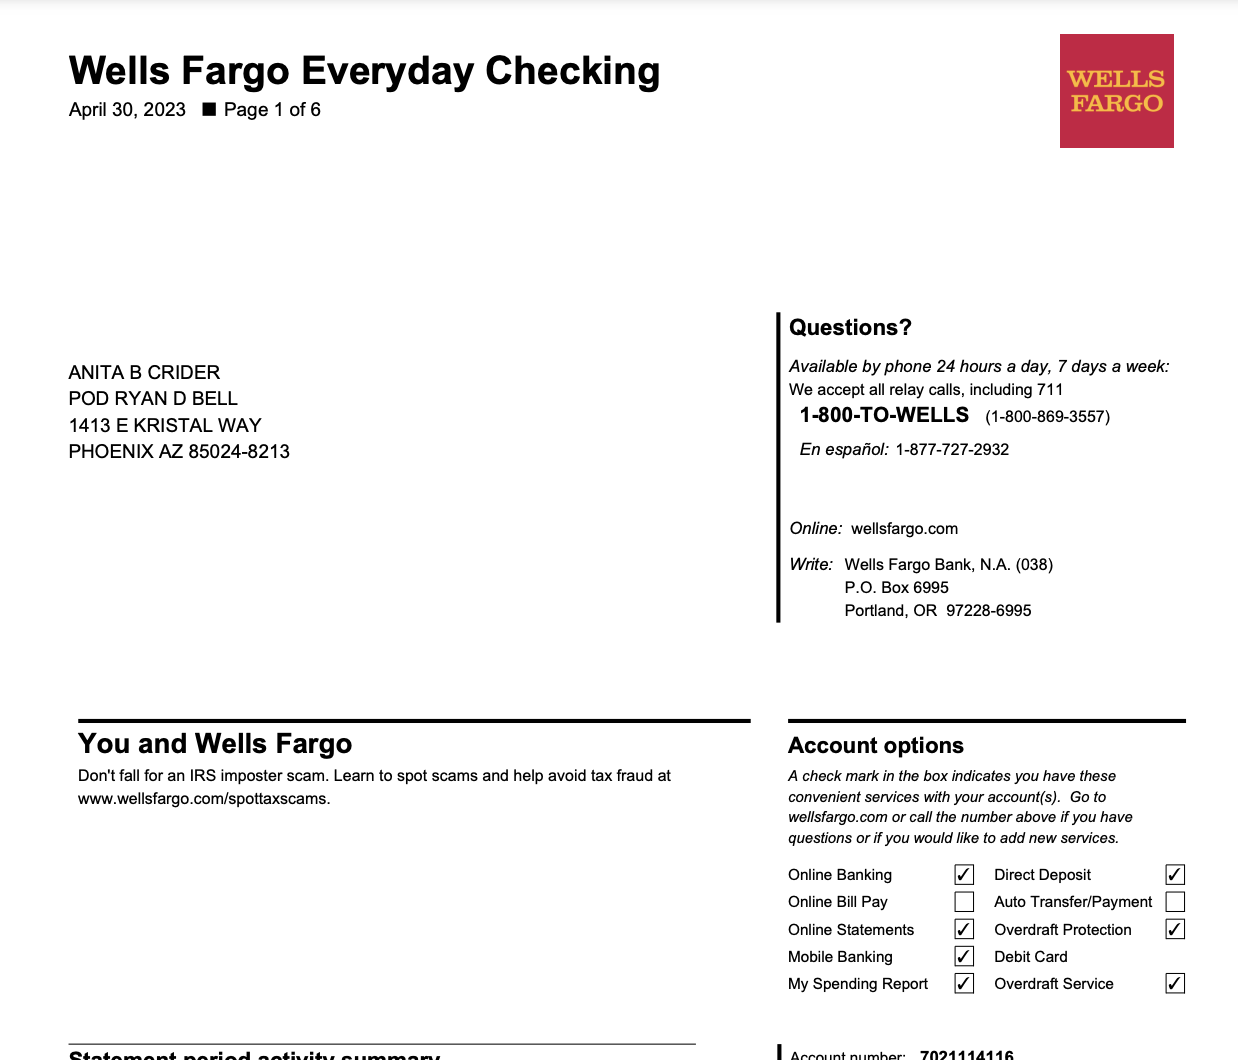 Wells Fargo Everyday Checking
April 30, 2023 ■ Page 1 of 6
WELLS
FARGO
ANITA B CRIDER
POD RYAN D BELL
1413 E KRISTAL WAY
PHOENIX AZ 85024-8213
Questions?
Available by phone 24 hours a day, 7 days a week:
We accept all relay calls, including 711
1-800-TO-WELLS (1-800-869-3557)
En español: 1-877-727-2932
Online: wellsfargo.com
Write: Wells Fargo Bank, N.A. (038)
P.O. Box 6995
Portland, OR 97228-6995
You and Wells Fargo
Don't fall for an IRS imposter scam. Learn to spot scams and help avoid tax fraud at
www.wellsfargo.com/spottaxscams.
Account options
A check mark in the box indicates you have these
convenient services with your account(s). Go to
wellsfargo.com or call the number above if you have
questions or if you would like to add new services.
Online Banking ✓ Direct Deposit ✓
Online Bill Pay Auto Transfer/Payment
Online Statements ✓ Overdraft Protection ✓
Mobile Banking ✓ Debit Card
My Spending Report ✓ Overdraft Service ✓
Statement period activity summary
Account number: 7021114116